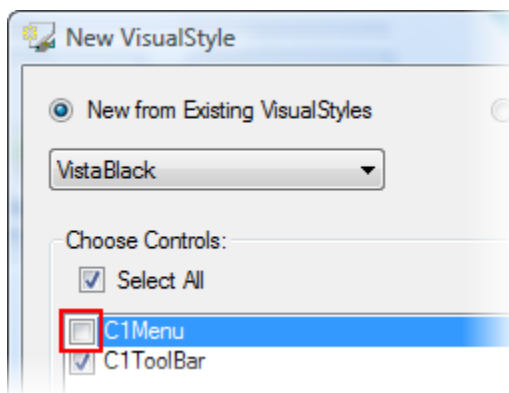 New VisualStyle
New from Existing VisualStyles
VistaBlack
Choose Controls:
Select All
C1Menu
C1ToolBar